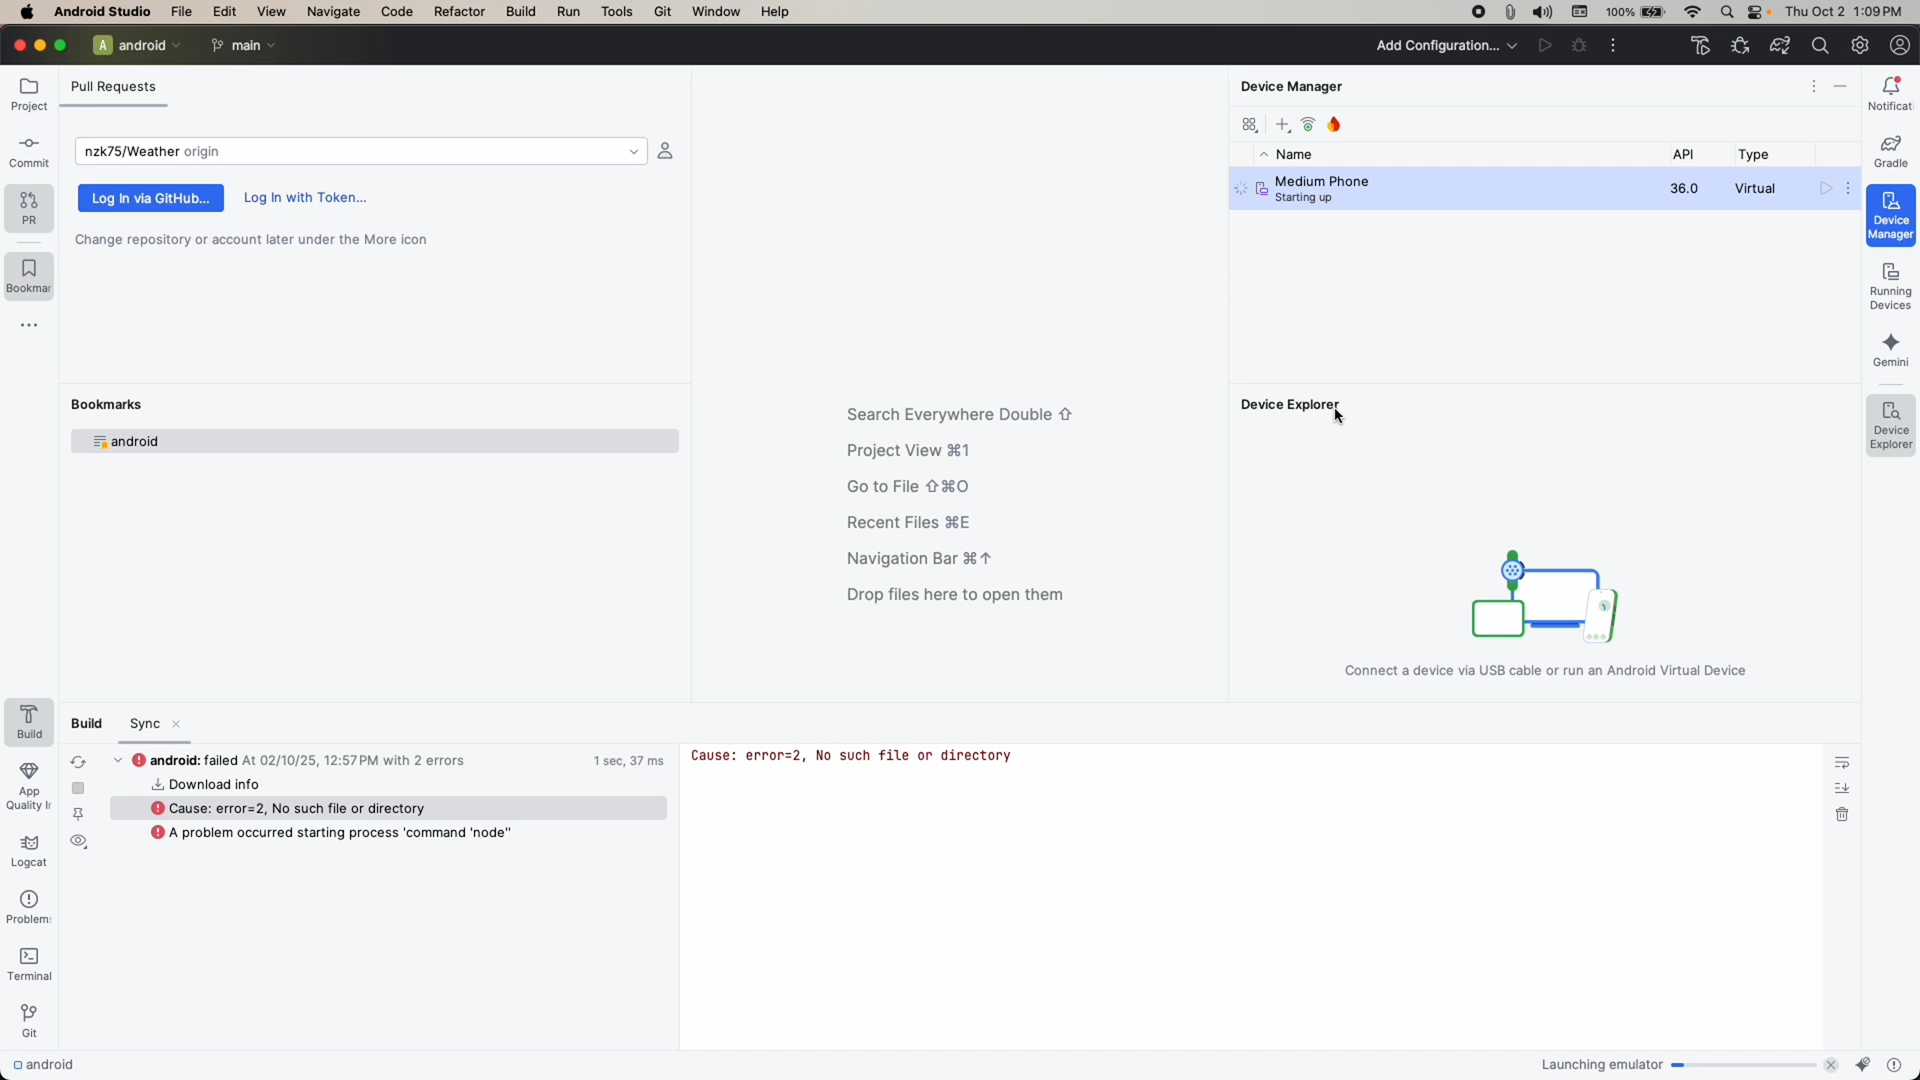 Android Studio File Edit View Navigate Code Refactor Build Run Tools Git Window Help 100% Thu Oct 2 1:09 PM
A android main Add Configuration...
Project
Commit
PR
Bookmar
Pull Requests
nzk75/Weather origin
Log In via GitHub... Log In with Token...
Change repository or account later under the More icon
Bookmarks
android
Search Everywhere Double ⇧
Project View ⌘1
Go to File ⇧⌘O
Recent Files ⌘E
Navigation Bar ⌘↑
Drop files here to open them
Device Manager
Name API Type
Medium Phone 36.0 Virtual
Starting up
Device Explorer
Connect a device via USB cable or run an Android Virtual Device
Notificati
Gradle
Device
Manager
Running
Devices
Gemini
Device
Explorer
Build
App
Quality In
Logcat
Problems
Terminal
Git
Build Sync
android: failed At 02/10/25, 12:57 PM with 2 errors 1 sec, 37 ms
Download info
Cause: error=2, No such file or directory
A problem occurred starting process 'command 'node''
Cause: error=2, No such file or directory
android Launching emulator